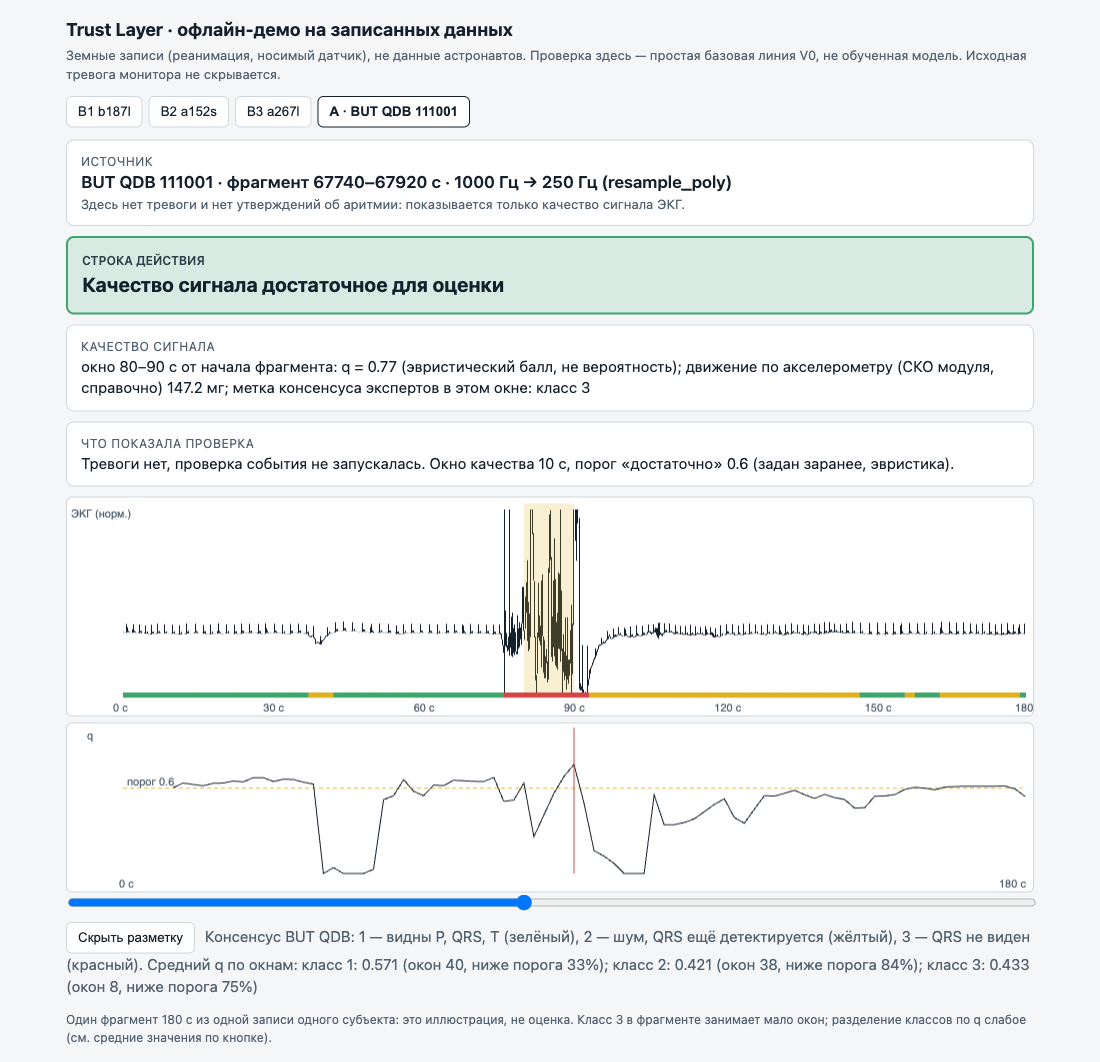 Trust Layer · офлайн-демо на записанных данных
Земные записи (реанимация, носимый датчик), не данные астронавтов. Проверка здесь — простая базовая линия V0, не обученная модель. Исходная
тревога монитора не скрывается.
B1 b187l B2 a152s B3 a267l A · BUT QDB 111001
ИСТОЧНИК
BUT QDB 111001 · фрагмент 67740–67920 с · 1000 Гц → 250 Гц (resample_poly)
Здесь нет тревоги и нет утверждений об аритмии: показывается только качество сигнала ЭКГ.
СТРОКА ДЕЙСТВИЯ
Качество сигнала достаточное для оценки
КАЧЕСТВО СИГНАЛА
окно 80–90 с от начала фрагмента: q = 0.77 (эвристический балл, не вероятность); движение по акселерометру (СКО модуля,
справочно) 147.2 мг; метка консенсуса экспертов в этом окне: класс 3
ЧТО ПОКАЗАЛА ПРОВЕРКА
Тревоги нет, проверка события не запускалась. Окно качества 10 с, порог «достаточно» 0.6 (задан заранее, эвристика).
ЭКГ (норм.)
0 с 30 с 60 с 90 с 120 с 150 с 180
q
порог 0.6
0 с 180 с
Скрыть разметку Консенсус BUT QDB: 1 — видны P, QRS, T (зелёный), 2 — шум, QRS ещё детектируется (жёлтый), 3 — QRS не виден
(красный). Средний q по окнам: класс 1: 0.571 (окон 40, ниже порога 33%); класс 2: 0.421 (окон 38, ниже порога 84%); класс 3: 0.433
(окон 8, ниже порога 75%)
Один фрагмент 180 с из одной записи одного субъекта: это иллюстрация, не оценка. Класс 3 в фрагменте занимает мало окон; разделение классов по q слабое
(см. средние значения по кнопке).